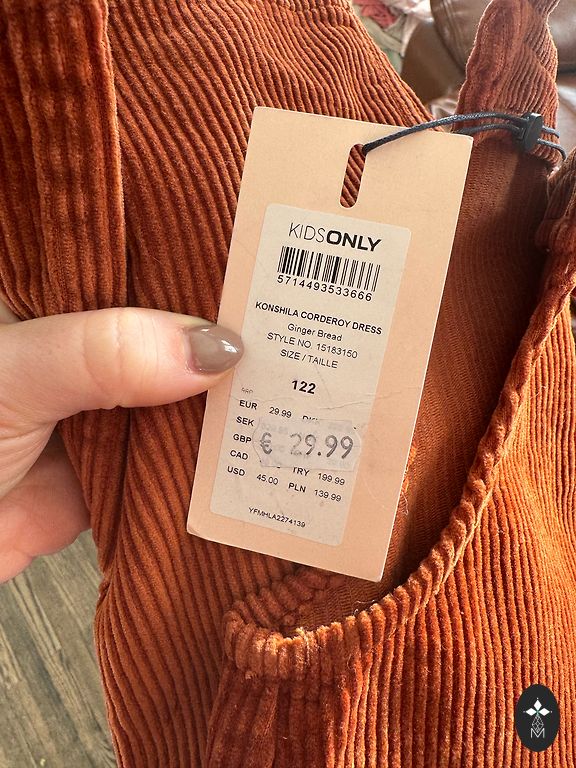 KIDSONLY
5714493533666
KONSHILA CORDEROY DRESS
Ginger Bread
STYLE NO. 15183150
SIZE / TAILLE
122
EUR 29.99
SEK
GBP € 29.99
CAD TRY 199.99
USD 45.00 PLN 139.99
YFMHLA2274139